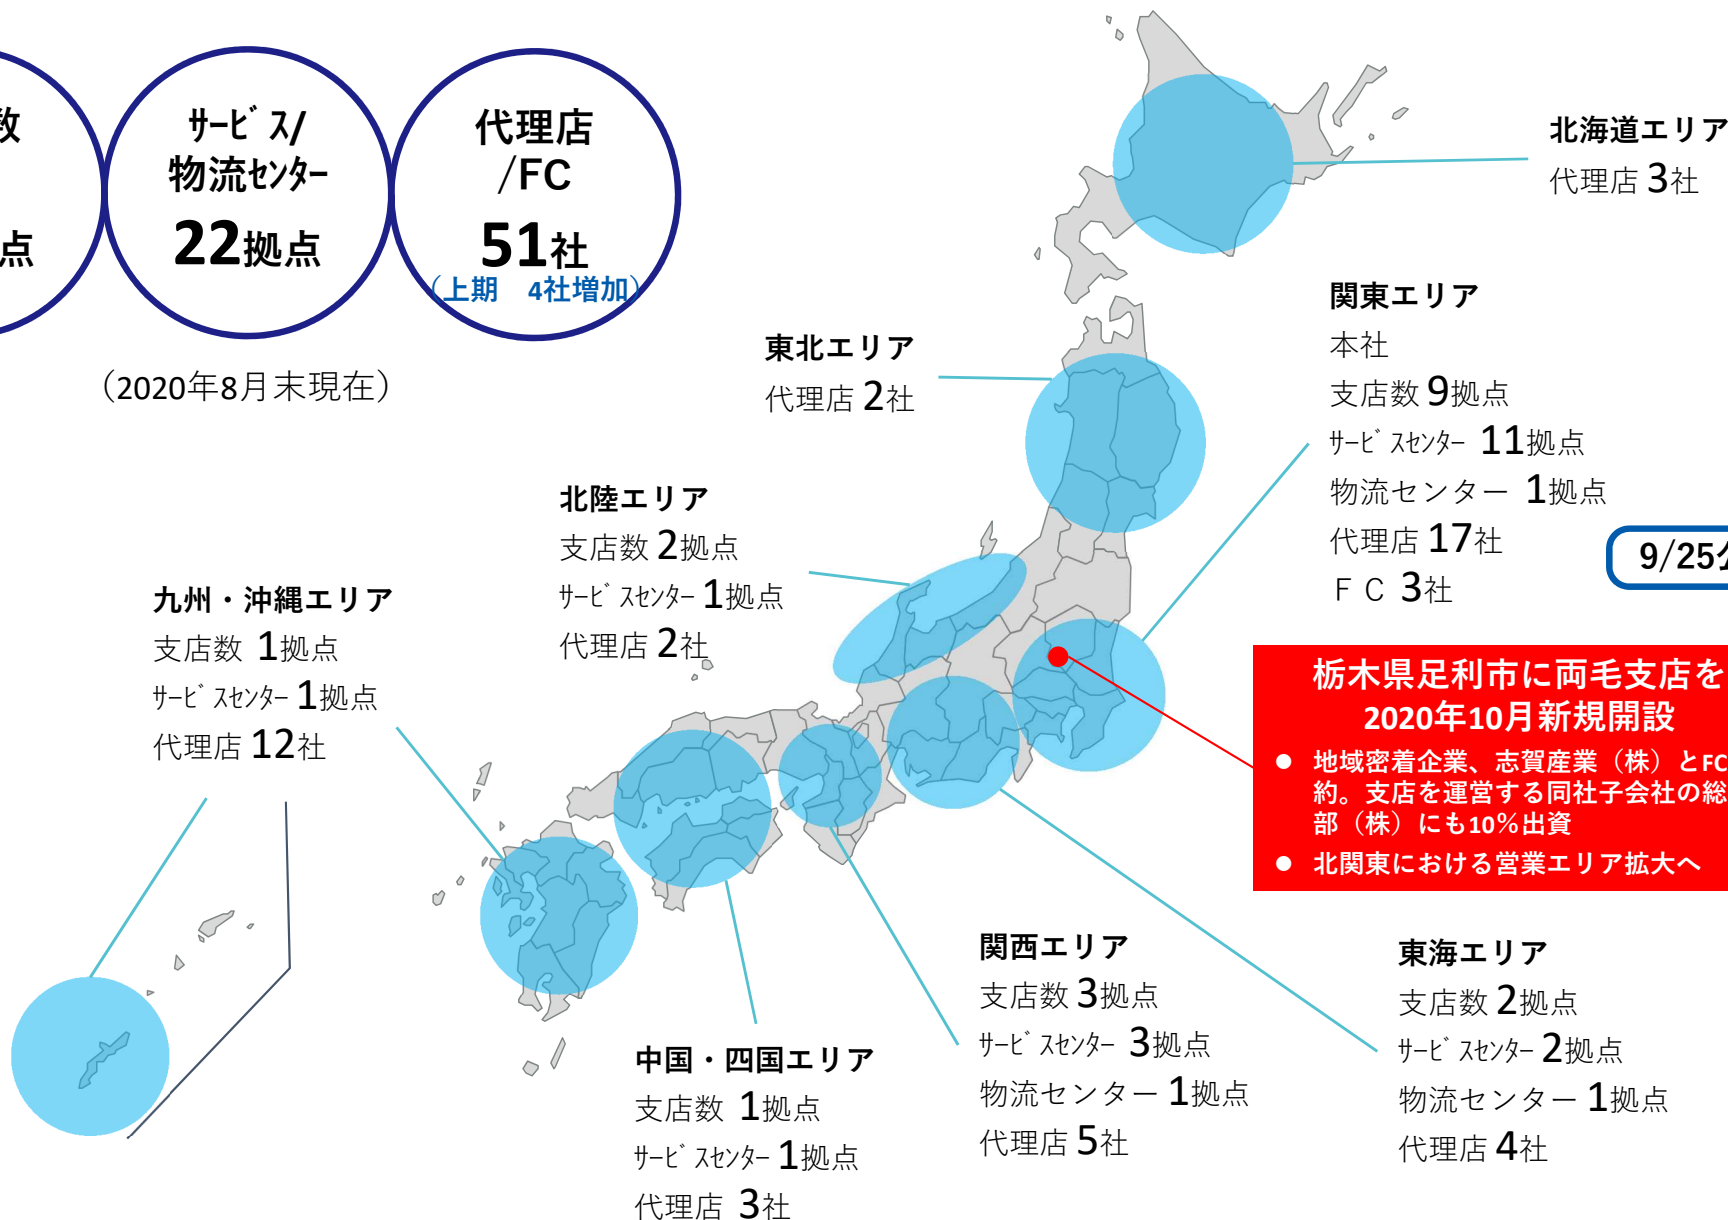 数
点
サービス/
物流センター
22拠点
代理店
/FC
51社
（上期　4社増加）
（2020年8月末現在）
北海道エリア
代理店 3社
東北エリア
代理店 2社
関東エリア
本社
支店数 9拠点
サービスセンター 11拠点
物流センター 1拠点
代理店 17社
ＦＣ 3社
9/25公
北陸エリア
支店数 2拠点
サービスセンター 1拠点
代理店 2社
九州・沖縄エリア
支店数 1拠点
サービスセンター 1拠点
代理店 12社
栃木県足利市に両毛支店を
2020年10月新規開設
● 地域密着企業、志賀産業（株）とFC
約。支店を運営する同社子会社の総
部（株）にも10%出資
● 北関東における営業エリア拡大へ
中国・四国エリア
支店数 1拠点
サービスセンター 1拠点
代理店 3社
関西エリア
支店数 3拠点
サービスセンター 3拠点
物流センター 1拠点
代理店 5社
東海エリア
支店数 2拠点
サービスセンター 2拠点
物流センター 1拠点
代理店 4社